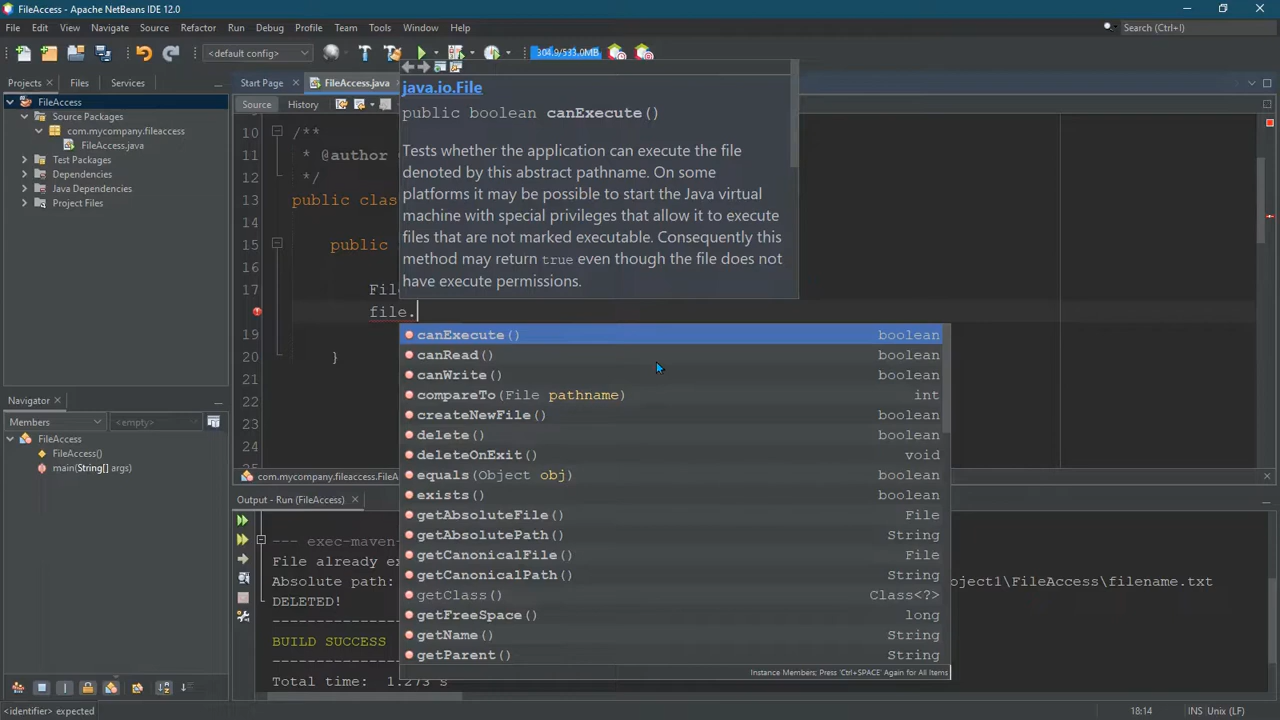 FileAccess - Apache NetBeans IDE 12.0
File Edit View Navigate Source Refactor Run Debug Profile Team Tools Window Help
Search (Ctrl+I)
<default config>
304.9/533.0MB
Projects
Files
Services
Start Page
FileAccess.java
FileAccess
Source Packages
com.mycompany.fileaccess
FileAccess.java
Test Packages
Dependencies
Java Dependencies
Project Files
Source
History
10 /**
11 * @author
12 */
13 public clas
14
15 public
16
17 Fil
file.
19
20 }
21
22
23
24
java.io.File
public boolean canExecute()
Tests whether the application can execute the file
denoted by this abstract pathname. On some
platforms it may be possible to start the Java virtual
machine with special privileges that allow it to execute
files that are not marked executable. Consequently this
method may return true even though the file does not
have execute permissions.
canExecute() boolean
canRead() boolean
canWrite() boolean
compareTo(File pathname) int
createNewFile() boolean
delete() boolean
deleteOnExit() void
equals(Object obj) boolean
exists() boolean
getAbsoluteFile() File
getAbsolutePath() String
getCanonicalFile() File
getCanonicalPath() String
getClass() Class<?>
getFreeSpace() long
getName() String
getParent() String
Instance Members; Press 'Ctrl+SPACE' Again for All Items
Navigator
Members
<empty>
FileAccess
FileAccess()
main(String[] args)
com.mycompany.fileaccess.FileA
Output - Run (FileAccess)
--- exec-maven-
File already ex
Absolute path: oject1\FileAccess\filename.txt
DELETED!
BUILD SUCCESS
Total time: 1.273 s
<identifier> expected
18:14
INS Unix (LF)